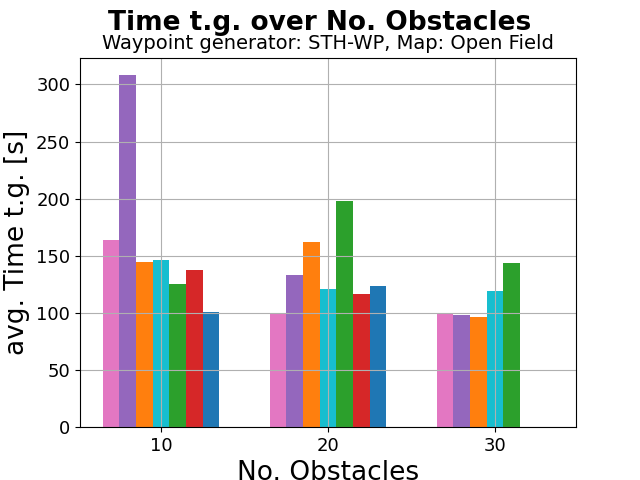 Time t.g. over No. Obstacles
Waypoint generator: STH-WP, Map: Open Field
avg. Time t.g. [s]
300
250
200
150
100
50
0
10 20 30
No. Obstacles